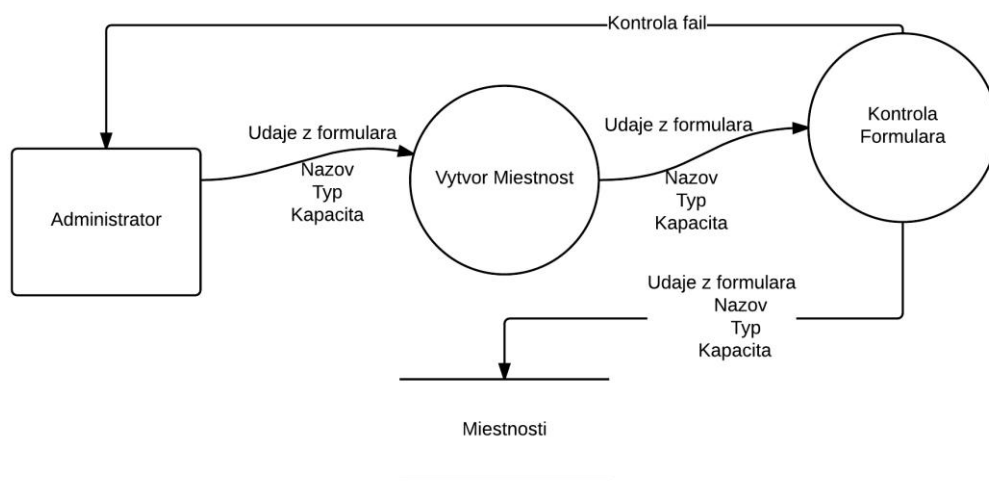 Kontrola fail
Kontrola
Formulara
Udaje z formulara
Nazov
Typ
Kapacita
Udaje z formulara
Nazov
Typ
Kapacita
Vytvor Miestnost
Administrator
Udaje z formulara
Nazov
Typ
Kapacita
Miestnosti